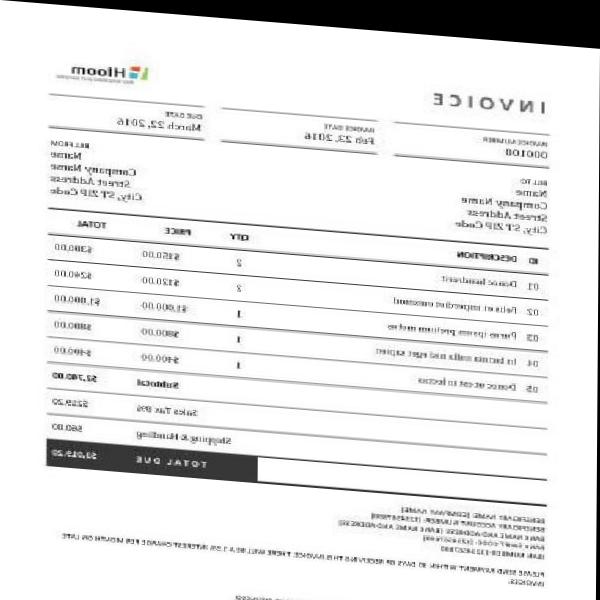 Hloom
INVOICE
INVOICE NUMBER
000108
INVOICE DATE
Feb 23, 2016
DUE DATE
March 22, 2016
BILL TO
Name
Company Name
Street Address
Address
City, ST ZIP Code
BILL FROM
Name
Company Name
Street Address
Address
City, ST ZIP Code
ID DESCRIPTION QTY PRICE TOTAL
01 Donec hendrerit 2 $150.00 $300.00
02 Felis et imperdiet euismod 2 $120.00 $240.00
03 Purus ipsum pretium metus 1 $1,000.00 $1,000.00
04 In lacinia nulla nisl eget sapien 1 $800.00 $800.00
05 Donec ut est in lectus 1 $400.00 $400.00
Subtotal $2,740.00
Sales Tax 8% $219.20
Shipping & Handling $60.00
TOTAL DUE $3,019.20
BENEFICIARY NAME: [COMPANY NAME]
BENEFICIARY ACCOUNT NUMBER:
BANK NAME AND ADDRESS: [BANK NAME AND ADDRESS]
BANK SWIFT CODE:
IBAN NUMBER
PLEASE SEND PAYMENT WITHIN 30 DAYS OF RECEIVING THIS INVOICE. THERE WILL BE A 1.5% INTEREST CHARGE PER MONTH ON LATE
INVOICES.